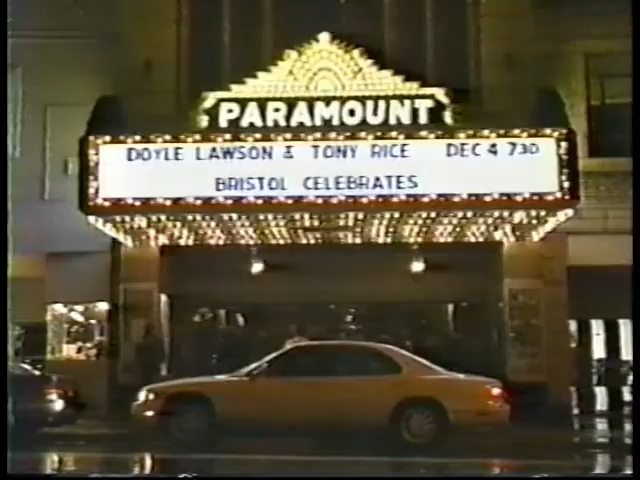 PARAMOUNT
DOYLE LAWSON & TONY RICE DEC 4 730
BRISTOL CELEBRATES